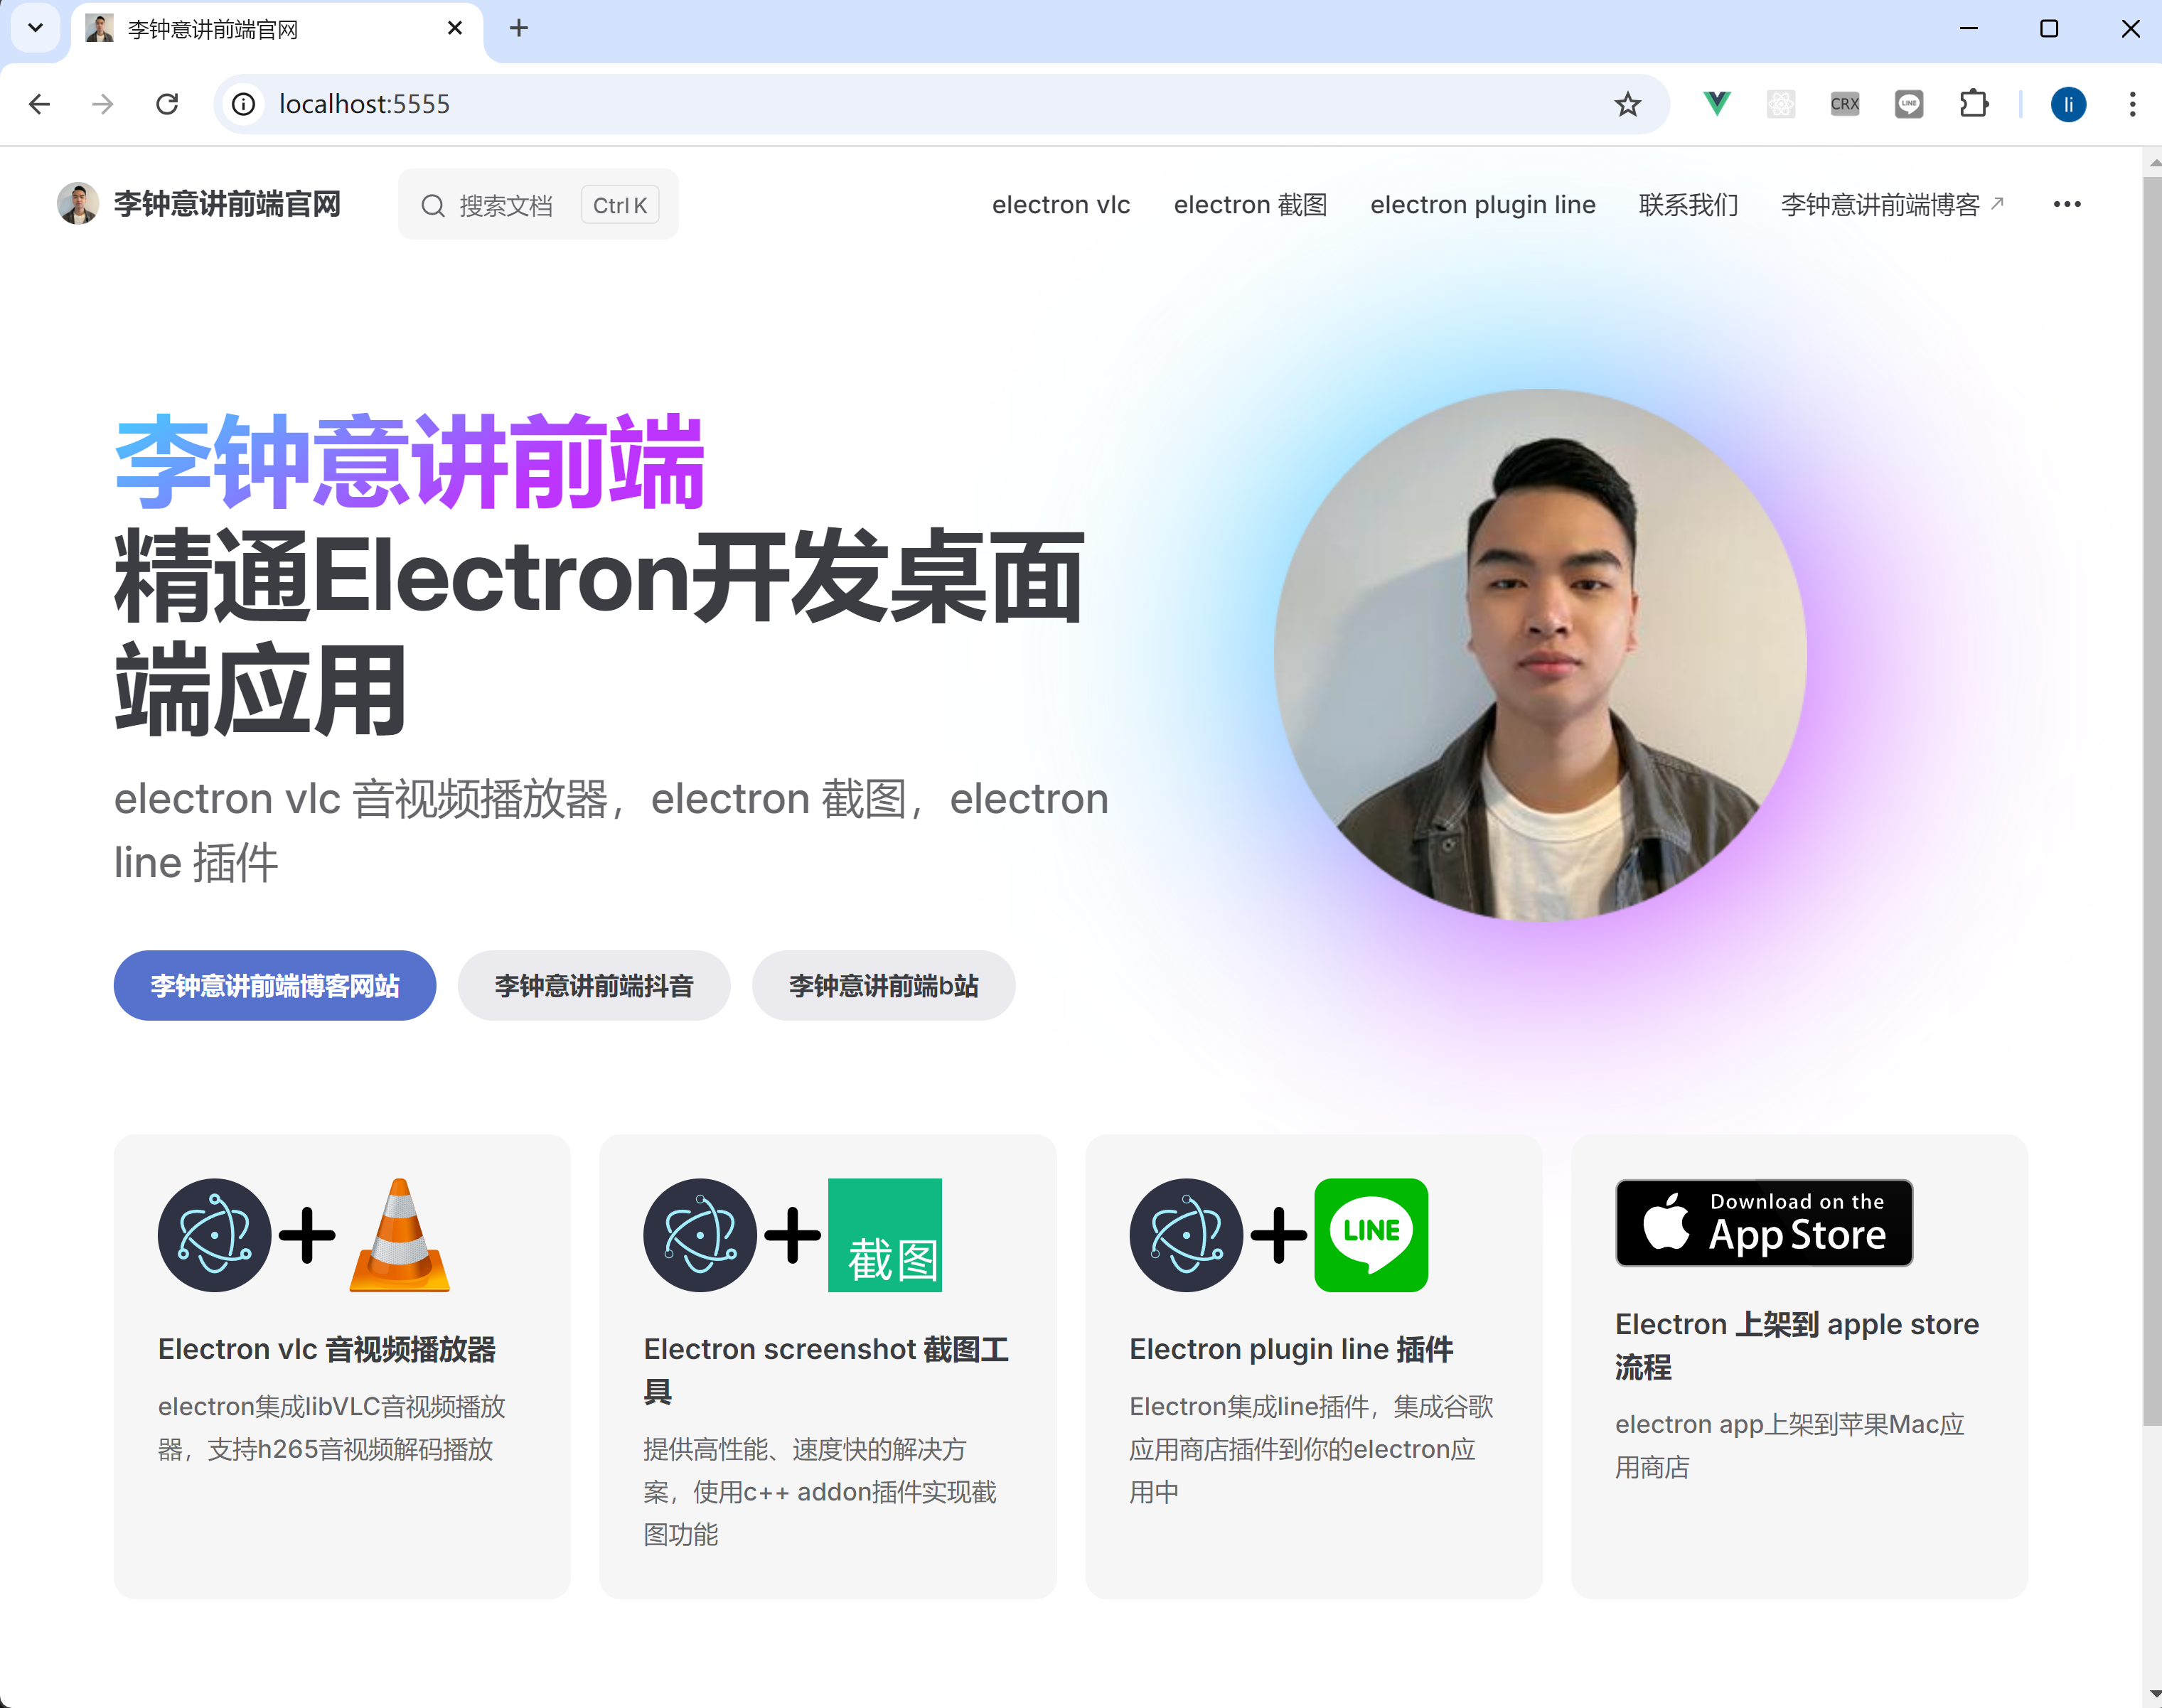 李钟意讲前端官网
localhost:5555
CRX
LINE
li
李钟意讲前端官网
搜索文档
Ctrl K
electron vlc
electron 截图
electron plugin line
联系我们
李钟意讲前端博客
李钟意讲前端
精通Electron开发桌面
端应用
electron vlc 音视频播放器，electron 截图，electron
line 插件
李钟意讲前端博客网站
李钟意讲前端抖音
李钟意讲前端b站
Electron vlc 音视频播放器
electron集成libVLC音视频播放
器，支持h265音视频解码播放
截图
Electron screenshot 截图工
具
提供高性能、速度快的解决方
案，使用c++ addon插件实现截
图功能
LINE
Electron plugin line 插件
Electron集成line插件，集成谷歌
应用商店插件到你的electron应
用中
Download on the
App Store
Electron 上架到 apple store
流程
electron app上架到苹果Mac应
用商店